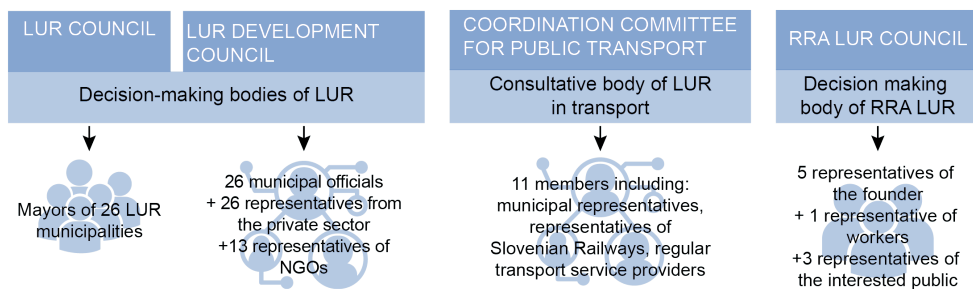 LUR COUNCIL
LUR DEVELOPMENT
COUNCIL
Decision-making bodies of LUR
Mayors of 26 LUR
municipalities
26 municipal officials
+ 26 representatives from
the private sector
+13 representatives of
NGOs
COORDINATION COMMITTEE
FOR PUBLIC TRANSPORT
Consultative body of LUR
in transport
11 members including:
municipal representatives,
representatives of
Slovenian Railways, regular
transport service providers
RRA LUR COUNCIL
Decision making
body of RRA LUR
5 representatives of
the founder
+ 1 representative of
workers
+3 representatives of
the interested public